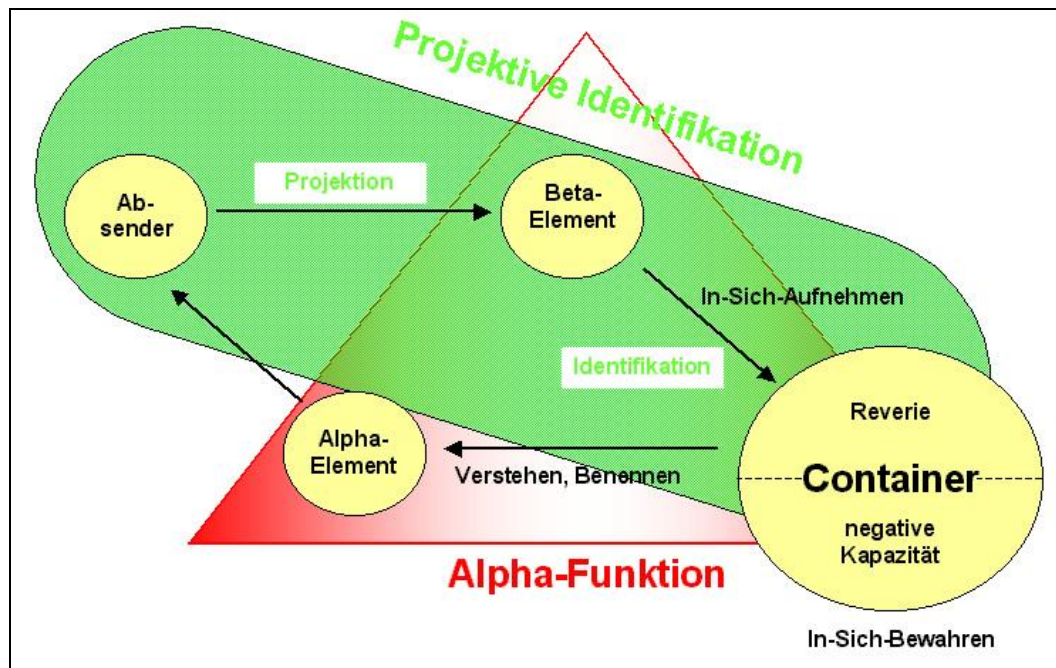 Projektive Identifikation
Projektion
Ab-
sender
Beta-
Element
In-Sich-Aufnehmen
Identifikation
Reverie
Alpha-
Element
Verstehen, Benennen
Container
negative
Kapazität
Alpha-Funktion
In-Sich-Bewahren